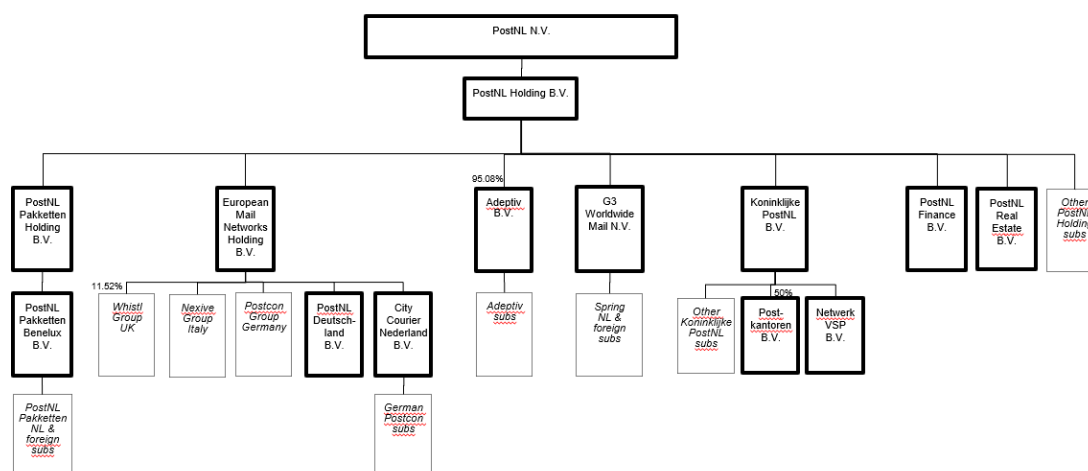 PostNL N.V.
PostNL Holding B.V.
95.08%
PostNL
Pakketten
Holding
B.V.
European
Mail
Networks
Holding
B.V.
Adeptiv
B.V.
G3
Worldwide
Mail N.V.
Koninklijke
PostNL
B.V.
PostNL
Finance
B.V.
PostNL
Real
Estate
B.V.
Other
PostNL
Holding
subs
11.52%
50%
PostNL
Pakketten
Benelux
B.V.
Whistl
Group
UK
Nexive
Group
Italy
Postcon
Group
Germany
PostNL
Deutsch-
land
B.V.
City
Courier
Nederland
B.V.
Adeptiv
subs
Spring
NL &
foreign
subs
Other
Koninklijke
PostNL
subs
Post-
kantoren
B.V.
Netwerk
VSP
B.V.
PostNL
Pakketten
NL &
foreign
subs
German
Postcon
subs